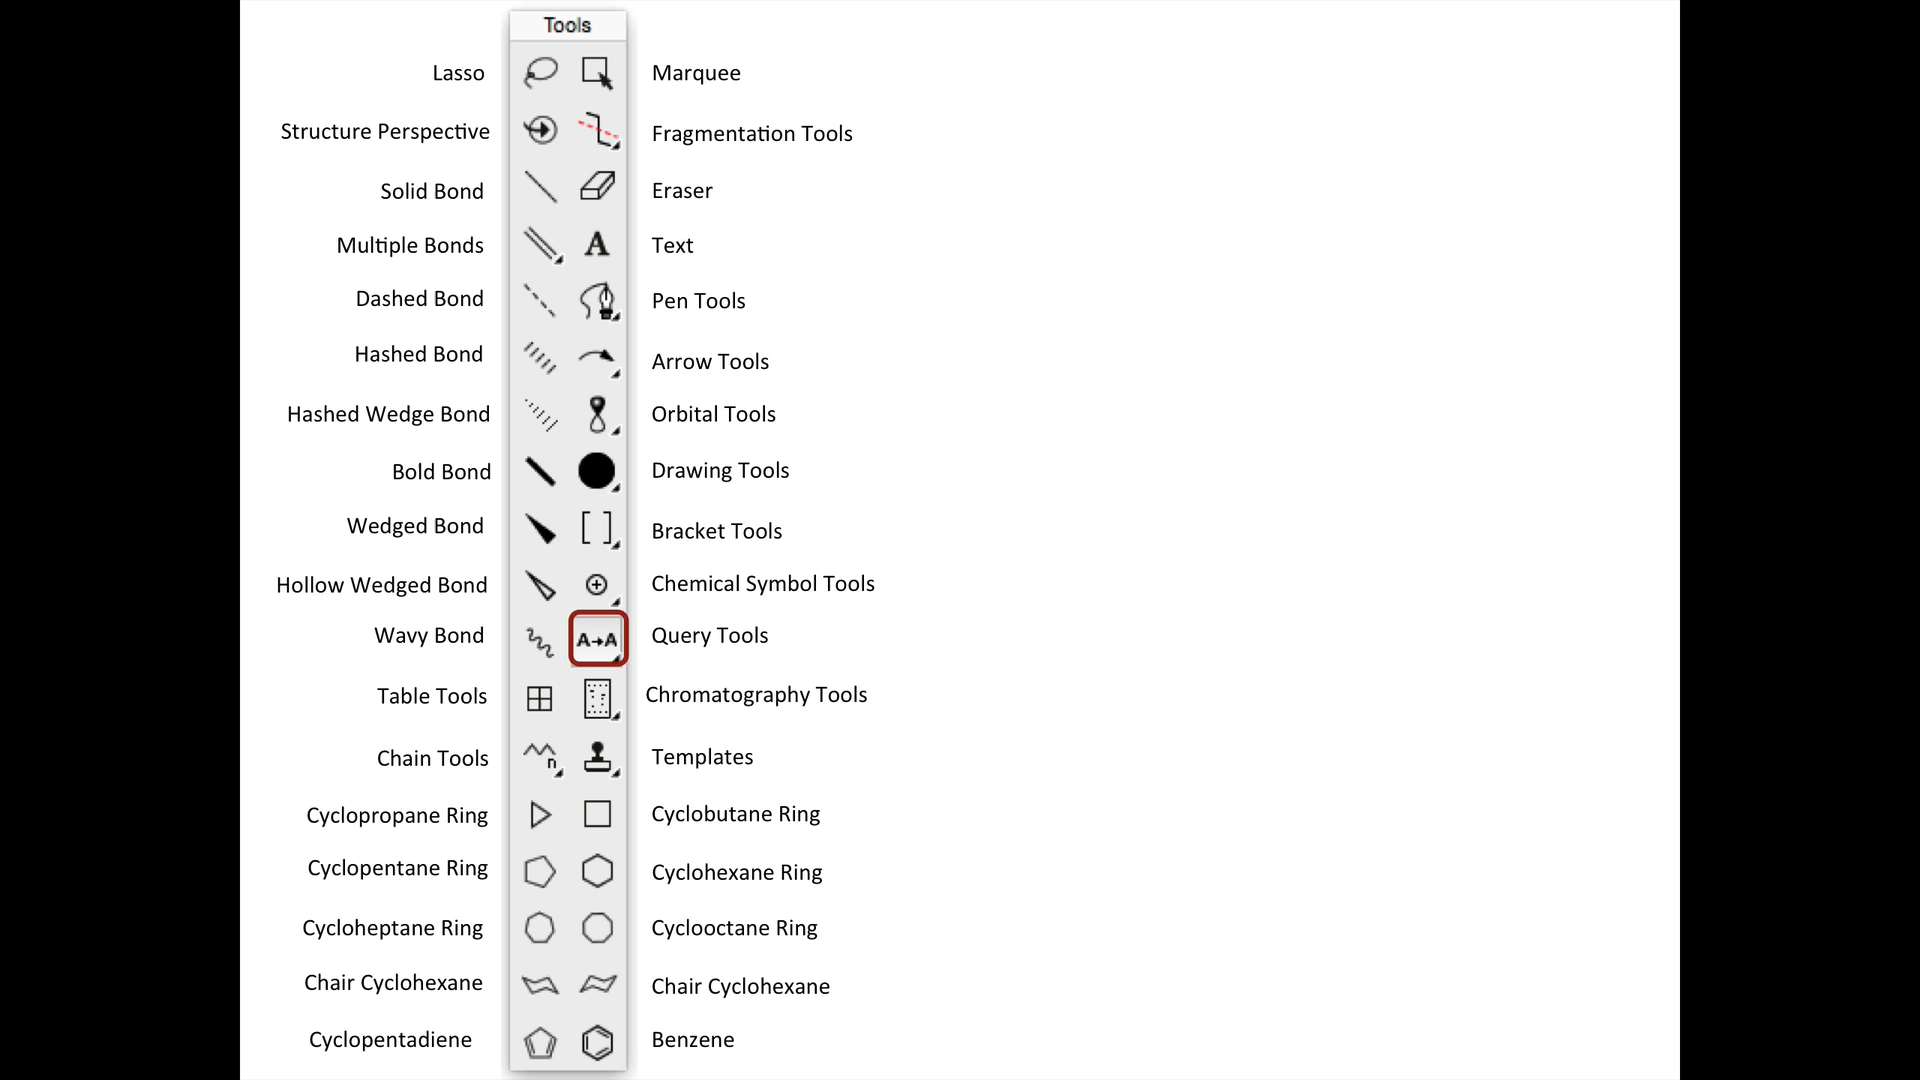 Tools
Lasso
Marquee
Structure Perspective
Fragmentation Tools
Solid Bond
Eraser
Multiple Bonds
A
Text
Dashed Bond
Pen Tools
Hashed Bond
Arrow Tools
Hashed Wedge Bond
Orbital Tools
Bold Bond
Drawing Tools
Wedged Bond
[ ]
Bracket Tools
Hollow Wedged Bond
Chemical Symbol Tools
Wavy Bond
A→A
Query Tools
Table Tools
Chromatography Tools
Chain Tools
n
Templates
Cyclopropane Ring
Cyclobutane Ring
Cyclopentane Ring
Cyclohexane Ring
Cycloheptane Ring
Cyclooctane Ring
Chair Cyclohexane
Chair Cyclohexane
Cyclopentadiene
Benzene